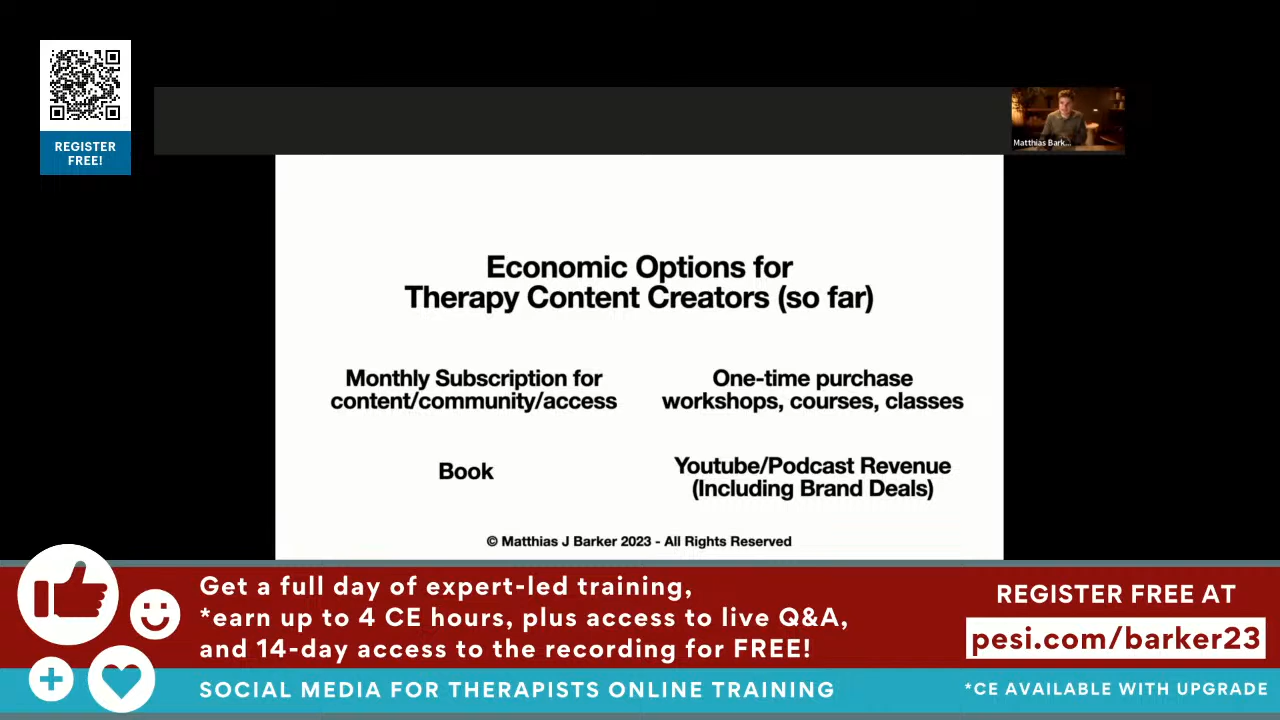 REGISTER
FREE!
Matthias Bark...
Economic Options for
Therapy Content Creators (so far)
Monthly Subscription for
content/community/access
One-time purchase
workshops, courses, classes
Book
Youtube/Podcast Revenue
(Including Brand Deals)
© Matthias J Barker 2023 - All Rights Reserved
Get a full day of expert-led training,
*earn up to 4 CE hours, plus access to live Q&A,
and 14-day access to the recording for FREE!
REGISTER FREE AT
pesi.com/barker23
SOCIAL MEDIA FOR THERAPISTS ONLINE TRAINING
*CE AVAILABLE WITH UPGRADE